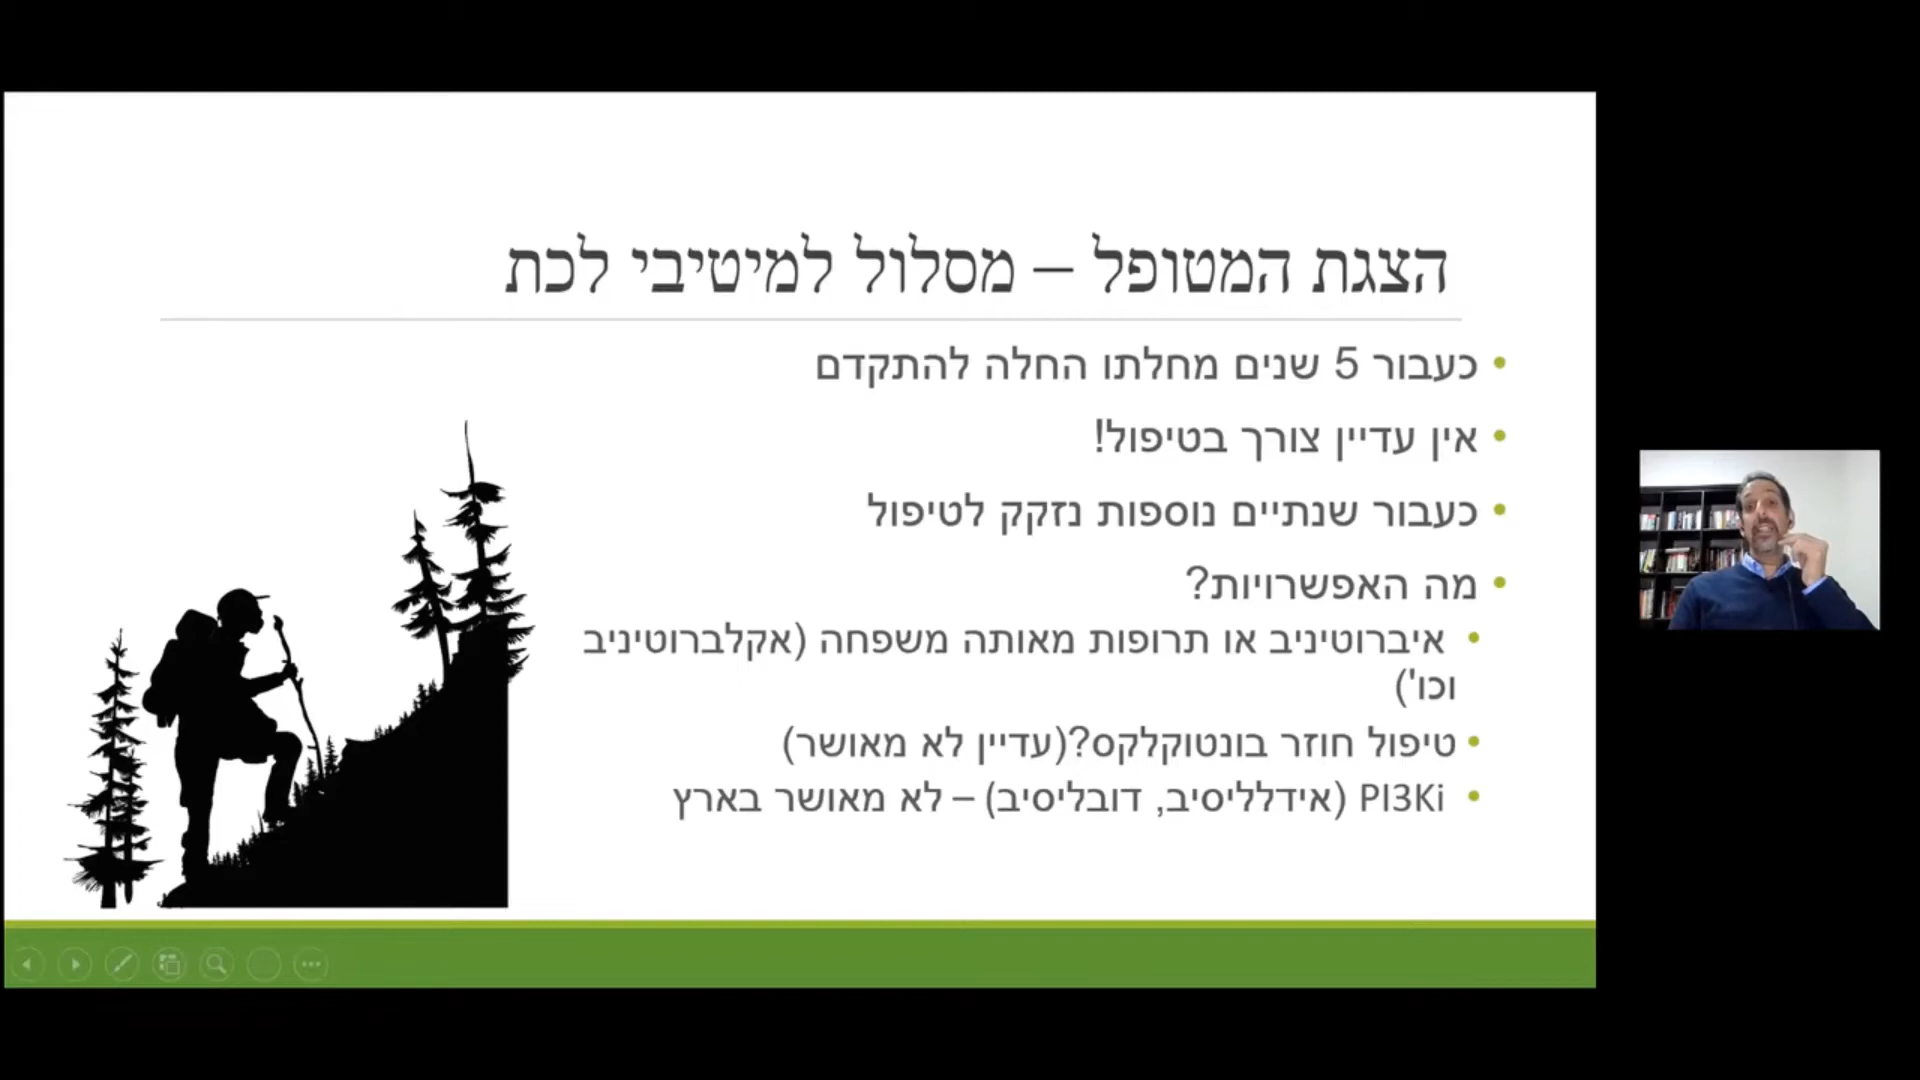 הצגת המטופל – מסלול למיטיבי לכת
• כעבור 5 שנים מחלתו החלה להתקדם
• אין עדיין צורך בטיפול!
• כעבור שנתיים נוספות נזקק לטיפול
• מה האפשרויות?
• איברוטיניב או תרופות מאותה משפחה (אקלברוטיניב
וכו')
• טיפול חוזר בונטוקלקס?(עדיין לא מאושר)
• PI3Ki (אידלליסיב, דובליסיב) – לא מאושר בארץ